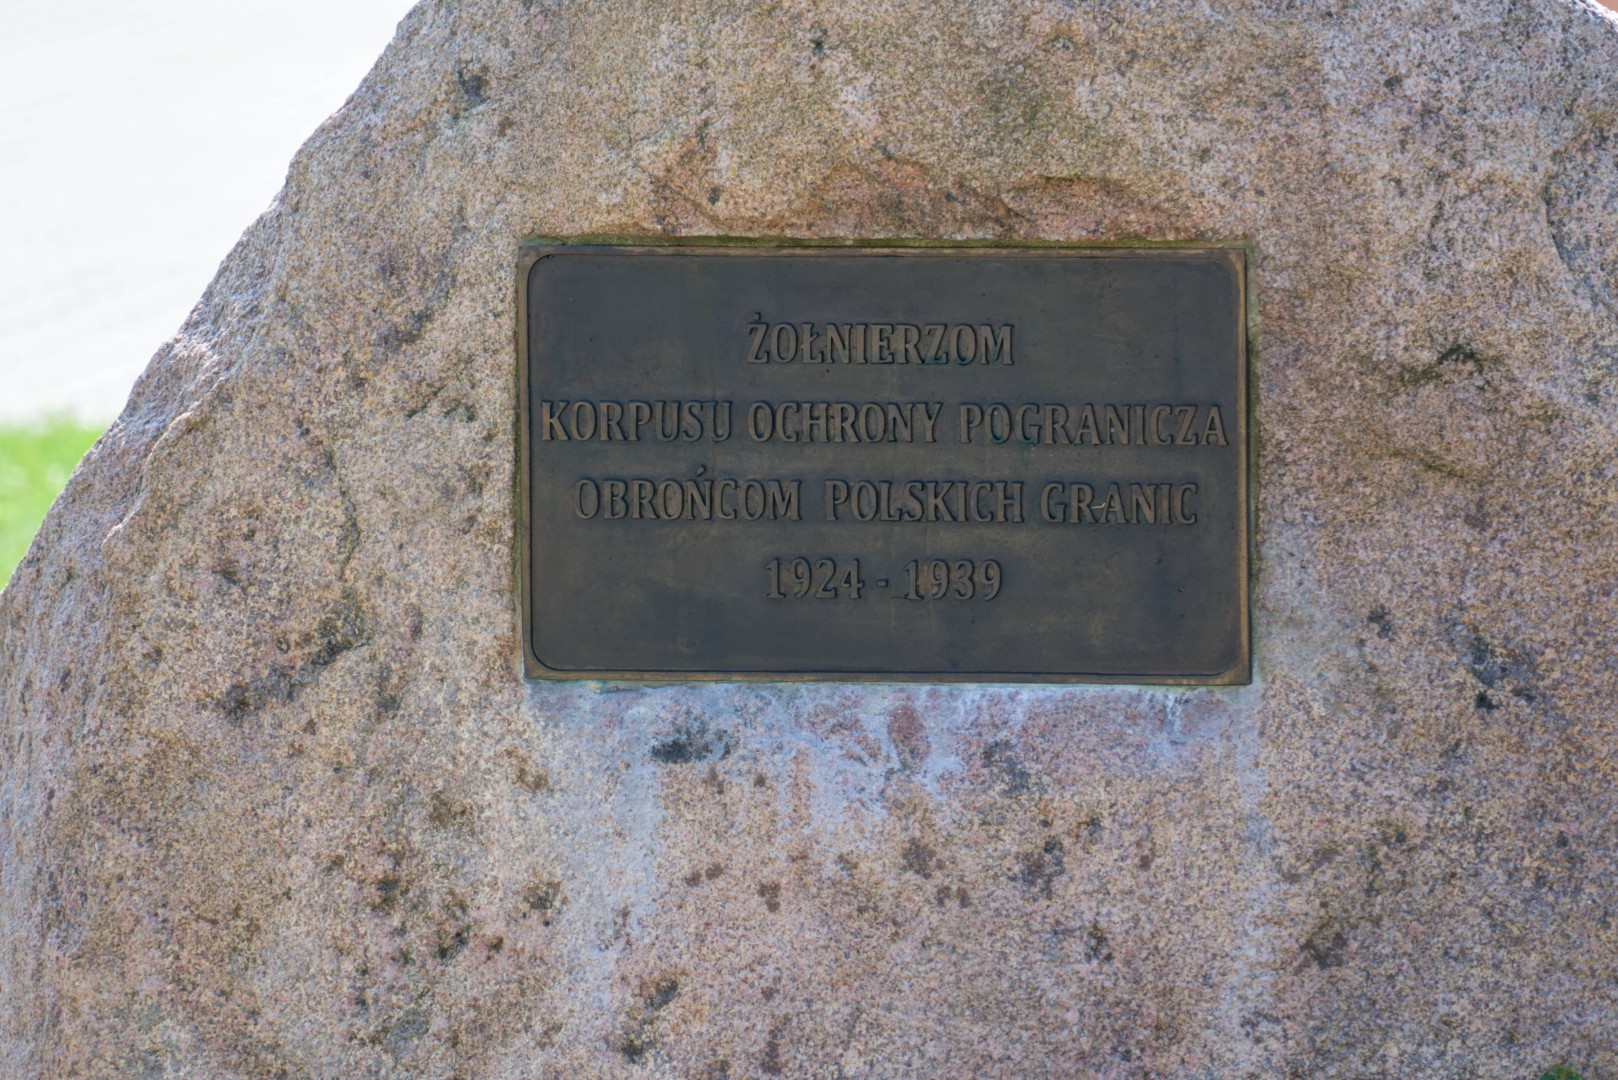 ŻOŁNIERZOM
KORPUSU OCHRONY POGRANICZA
OBROŃCOM POLSKICH GRANIC
1924 - 1939